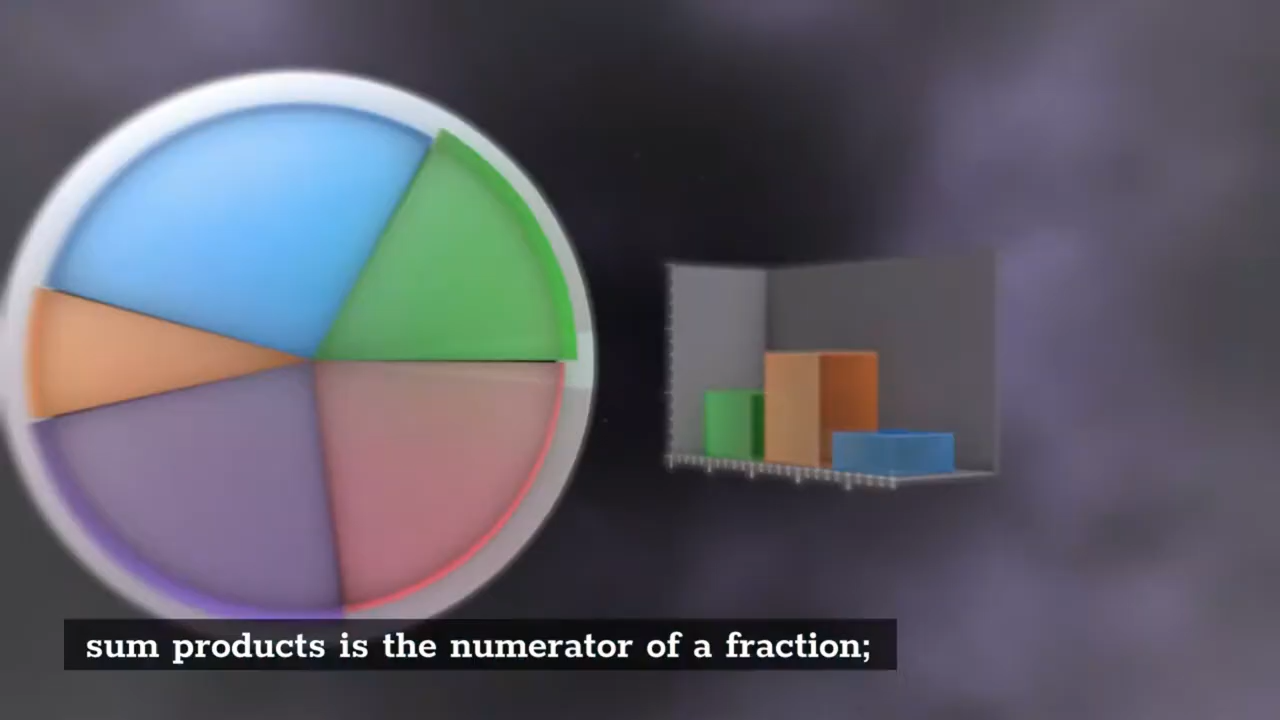 sum products is the numerator of a fraction;